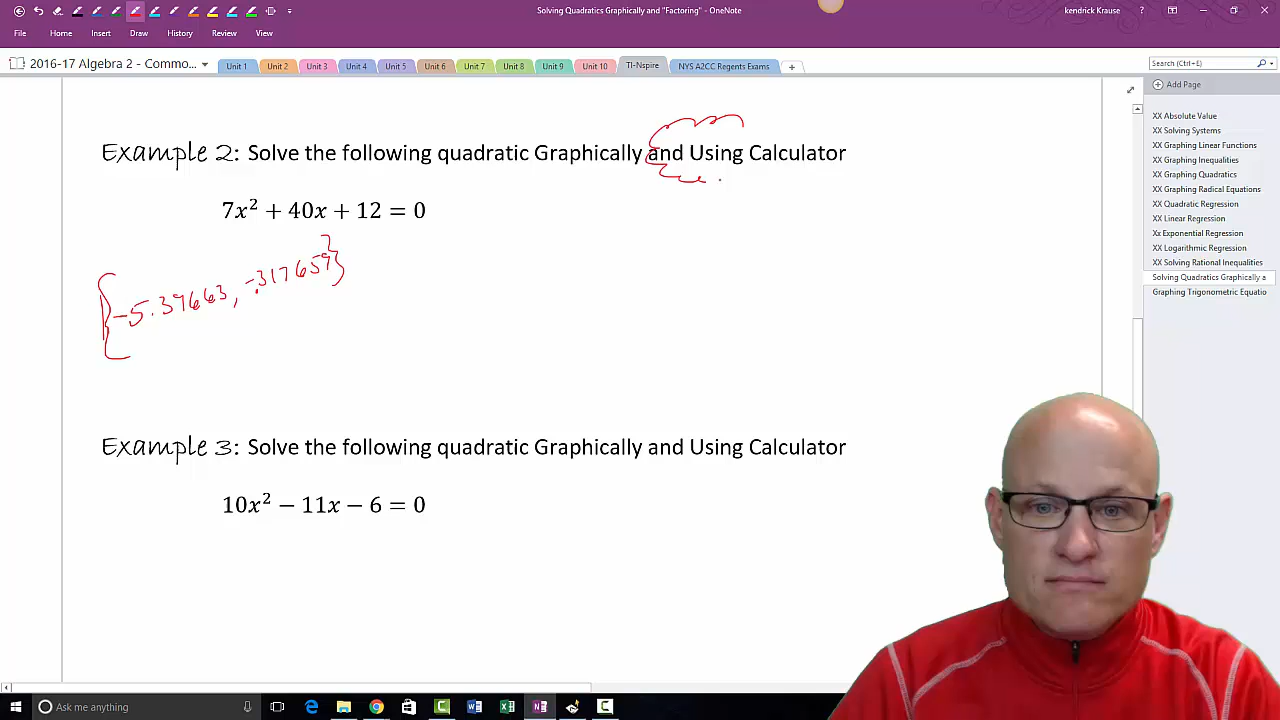 Solving Quadratics Graphically and "Factoring" - OneNote
kendrick Krause
?
File Home Insert Draw History Review View
2016-17 Algebra 2 - Commo...
Unit 1 Unit 2 Unit 3 Unit 4 Unit 5 Unit 6 Unit 7 Unit 8 Unit 9 Unit 10 TI-Nspire NYS A2CC Regents Exams +
Search (Ctrl+E)
Add Page
XX Absolute Value
XX Solving Systems
XX Graphing Linear Functions
XX Graphing Inequalities
XX Graphing Quadratics
XX Graphing Radical Equations
XX Quadratic Regression
XX Linear Regression
Xx Exponential Regression
XX Logarithmic Regression
XX Solving Rational Inequalities
Solving Quadratics Graphically a
Graphing Trigonometric Equatio
Example 2: Solve the following quadratic Graphically and Using Calculator
7x² + 40x + 12 = 0
{-5.39663, -.317659}
Example 3: Solve the following quadratic Graphically and Using Calculator
10x² − 11x − 6 = 0
Ask me anything